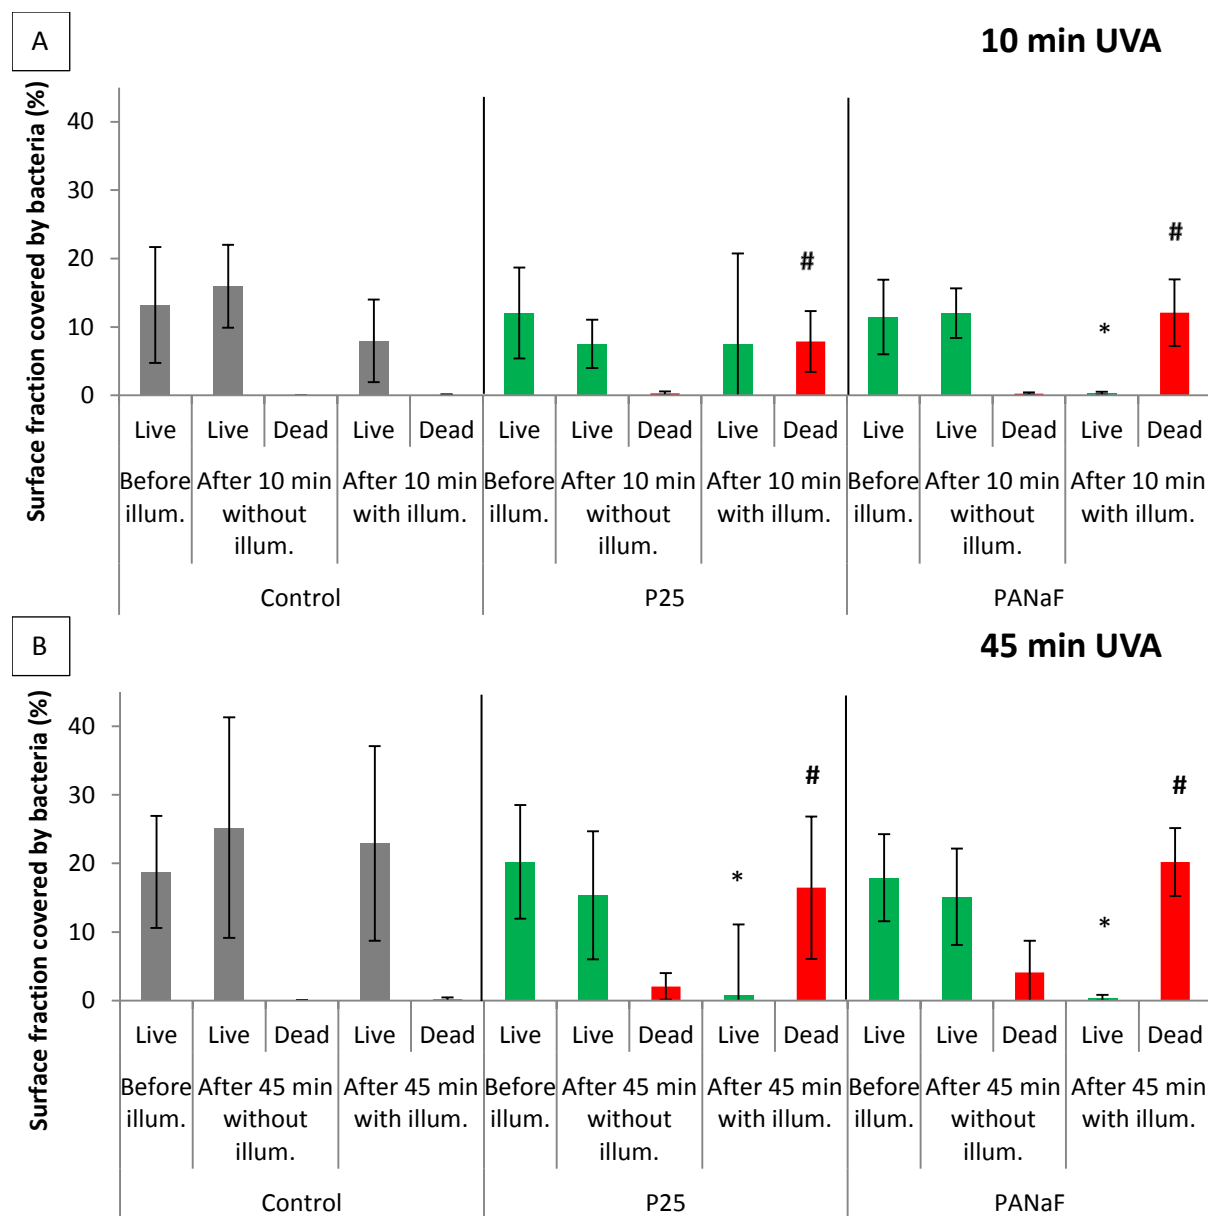 A
10 min UVA
Surface fraction covered by bacteria (%)
40
30
20
10
0
#
#
*
Live Live Dead Live Dead Live Live Dead Live Dead Live Live Dead Live Dead
Before After 10 min After 10 min Before After 10 min After 10 min Before After 10 min After 10 min
illum. without with illum. illum. without with illum. illum. without with illum.
illum. illum. illum.
Control P25 PANaF
B
45 min UVA
Surface fraction covered by bacteria (%)
40
30
20
10
0
#
#
*
*
Live Live Dead Live Dead Live Live Dead Live Dead Live Live Dead Live Dead
Before After 45 min After 45 min Before After 45 min After 45 min Before After 45 min After 45 min
illum. without with illum. illum. without with illum. illum. without with illum.
illum. illum. illum.
Control P25 PANaF